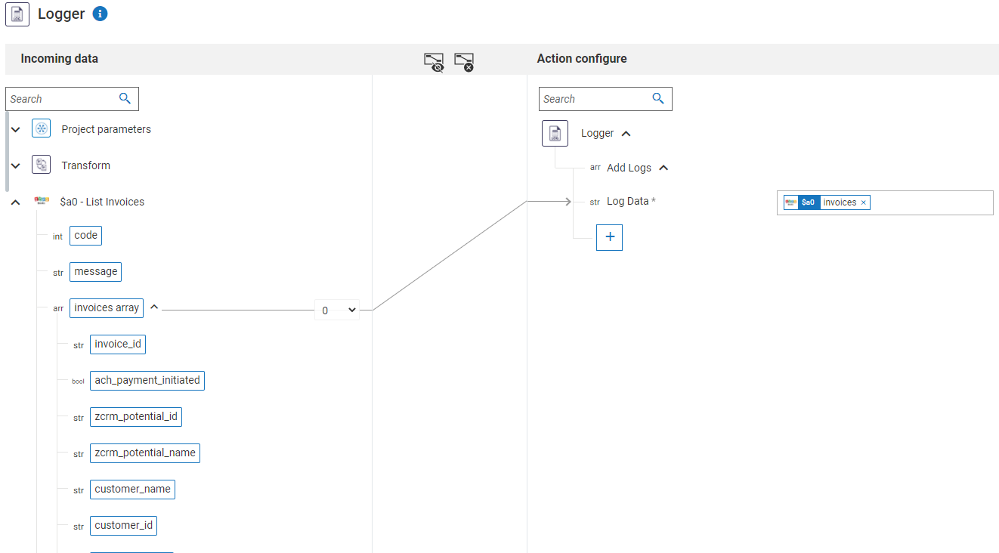 Logger
Incoming data
Action configure
Search
Search
Project parameters
Logger
Transform
arr Add Logs
$a0 - List Invoices
str Log Data *
$a0 invoices ×
int code
+
str message
arr invoices array
0
str invoice_id
bool ach_payment_initiated
str zcrm_potential_id
str zcrm_potential_name
str customer_name
str customer_id